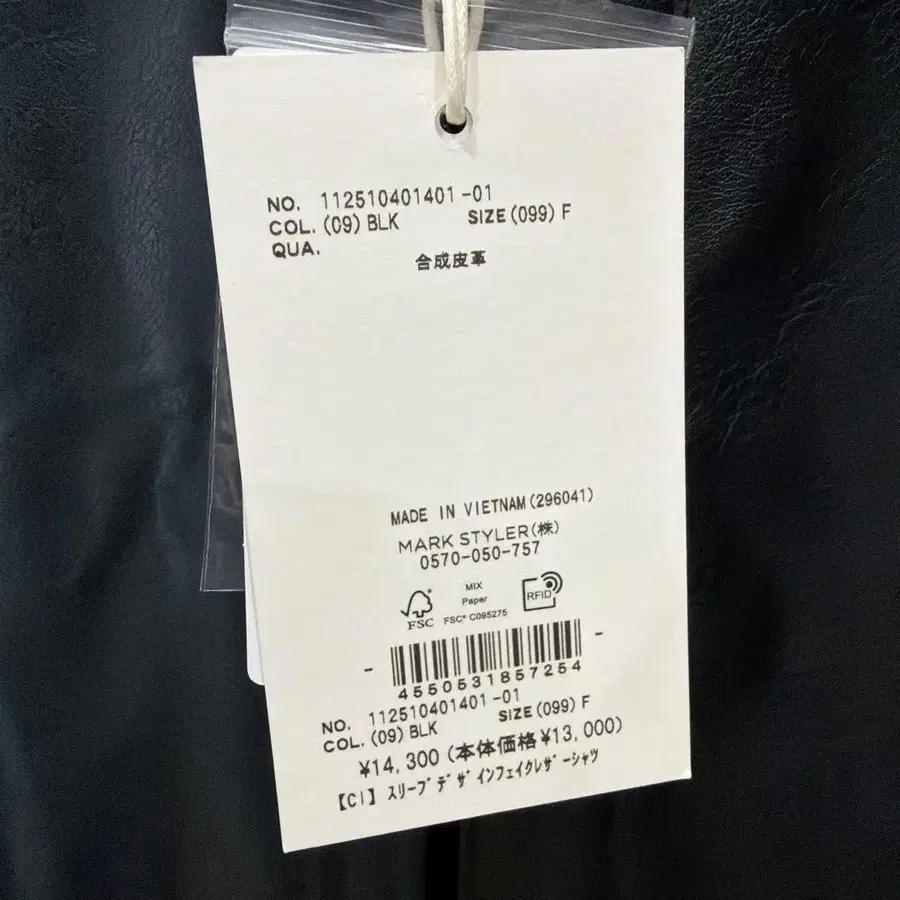 NO. 112510401401-01
COL. (09) BLK SIZE (099) F
QUA.
合成皮革
MADE IN VIETNAM (296041)
MARK STYLER (株)
0570-050-757
FSC
MIX
Paper
FSC® C095275
RFID
4550531857254
NO. 112510401401-01
COL. (09) BLK SIZE (099) F
¥14,300 (本体価格¥13,000)
【CI】 ｽﾘｰﾌﾞﾃﾞｻﾞｲﾝﾌｪｲｸﾚｻﾞｰｼｬﾂ